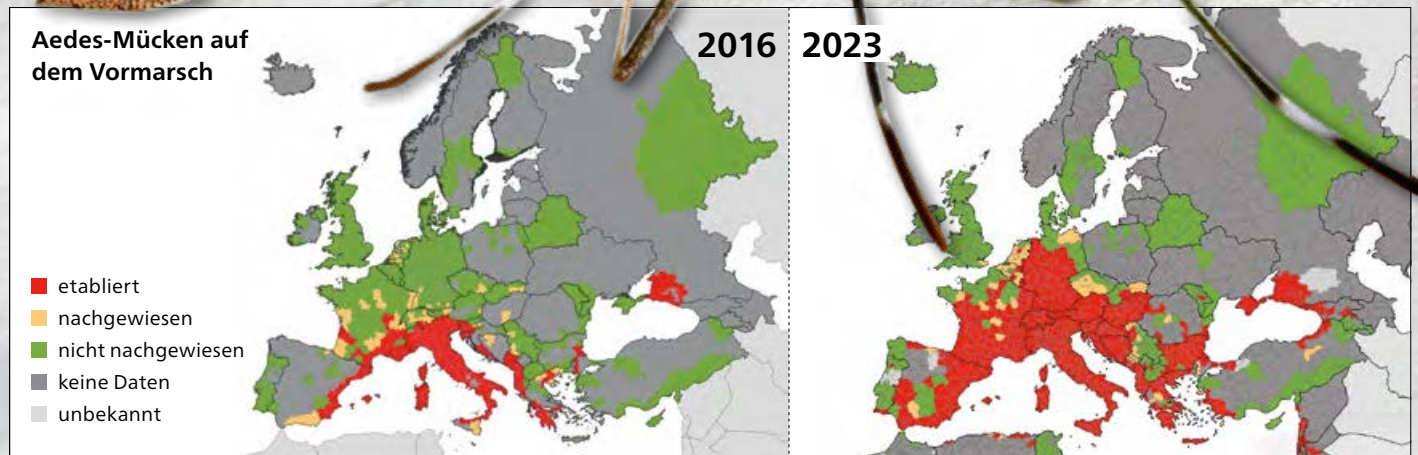 Aedes-Mücken auf
dem Vormarsch
2016
2023
etabliert
nachgewiesen
nicht nachgewiesen
keine Daten
unbekannt